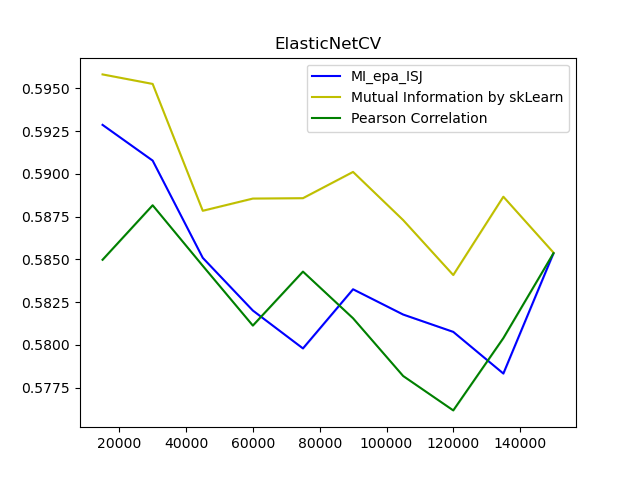 ElasticNetCV
MI_epa_ISJ
Mutual Information by skLearn
Pearson Correlation
0.5950
0.5925
0.5900
0.5875
0.5850
0.5825
0.5800
0.5775
20000 40000 60000 80000 100000 120000 140000